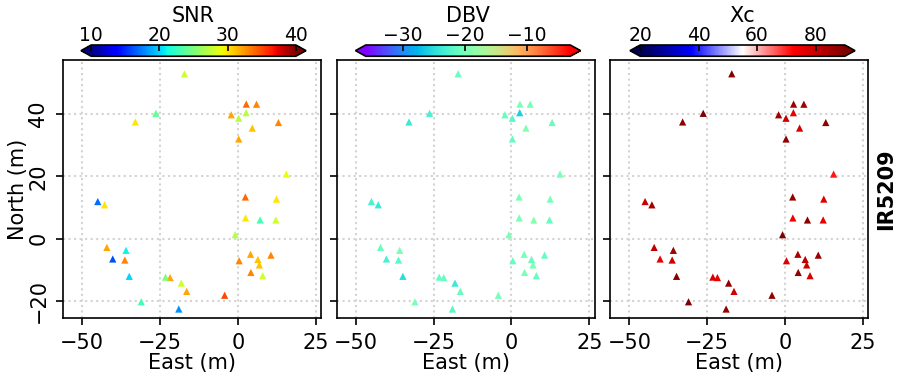 SNR DBV Xc
10 20 30 40 −30 −20 −10 20 40 60 80
North (m)
40
20
0
−20
IR5209
−50 −25 0 25 −50 −25 0 25 −50 −25 0 25
East (m) East (m) East (m)